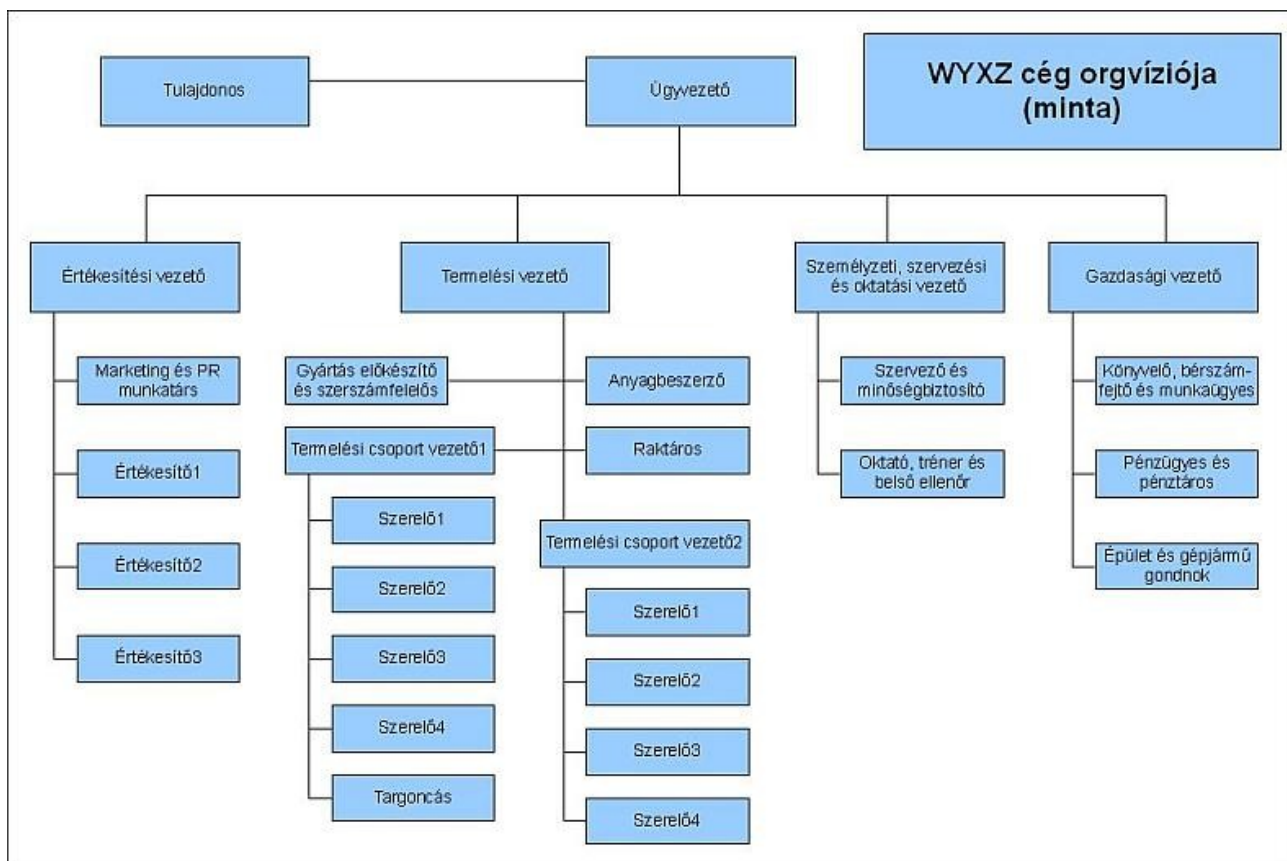 Tulajdonos
Ügyvezető
WYXZ cég orgvíziója
(minta)
Értékesítési vezető
Termelési vezető
Személyzeti, szervezési
és oktatási vezető
Gazdasági vezető
Marketing és PR
munkatárs
Értékesítő1
Értékesítő2
Értékesítő3
Gyártás előkészítő
és szerszámfelelős
Anyagbeszerző
Termelési csoport vezető1
Raktáros
Szerelő1
Szerelő2
Szerelő3
Szerelő4
Targoncás
Termelési csoport vezető2
Szerelő1
Szerelő2
Szerelő3
Szerelő4
Szervező és
minőségbiztosító
Oktató, tréner és
belső ellenőr
Könyvelő, bérszám-
fejtő és munkaügyes
Pénzügyes és
pénztáros
Épület és gépjármű
gondnok